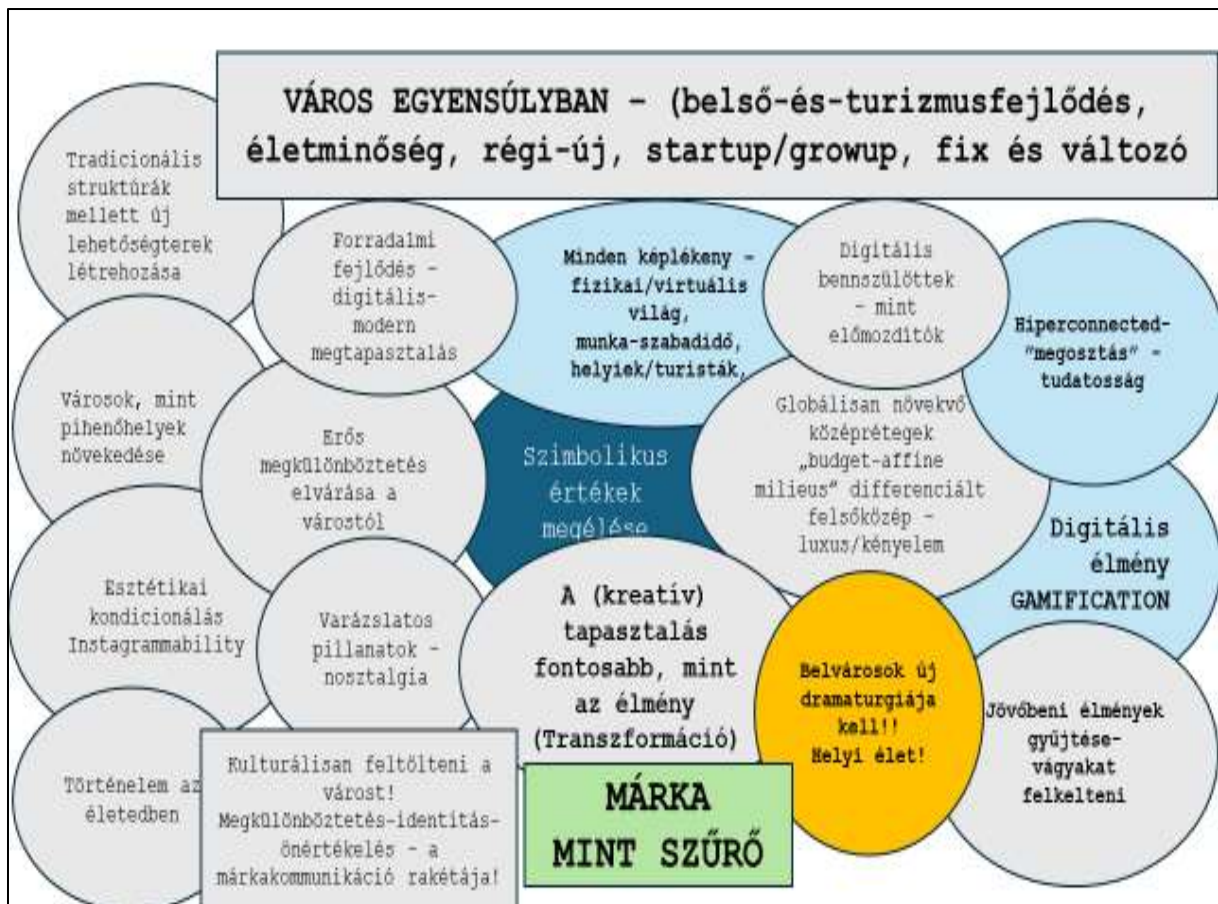 VÁROS EGYENSÚLYBAN – (belső-és-turizmusfejlődés,
életminőség, régi-új, startup/growup, fix és változó
Tradicionális
struktúrák
mellett új
lehetőségterek
létrehozása
Forradalmi
fejlődés –
digitális-
modern
megtapasztalás
Minden képlékeny –
fizikai/virtuális
világ,
munka-szabadidő,
helyiek/turisták,
Digitális
bennszülöttek
– mint
előmozdítók
Hiperconnected-
"megosztás" -
tudatosság
Városok, mint
pihenőhelyek
növekedése
Erős
megkülönböztetés
elvárása a
várostól
Szimbolikus
értékek
megélése
Globálisan növekvő
középrétegek
„budget-affine
milieus" differenciált
felsőközép –
luxus/kényelem
Digitális
élmény
GAMIFICATION
Esztétikai
kondicionálás
Instagrammability
Varázslatos
pillanatok –
nosztalgia
A (kreatív)
tapasztalás
fontosabb, mint
az élmény
(Transzformáció)
Belvárosok új
dramaturgiája
kell!!
Helyi élet!
Jövőbeni élmények
gyűjtése-
vágyakat
felkelteni
Történelem az
életedben
Kulturálisan feltölteni a
várost!
Megkülönböztetés-identitás-
önértékelés – a
márkakommunikáció rakétája!
MÁRKA
MINT SZŰRŐ